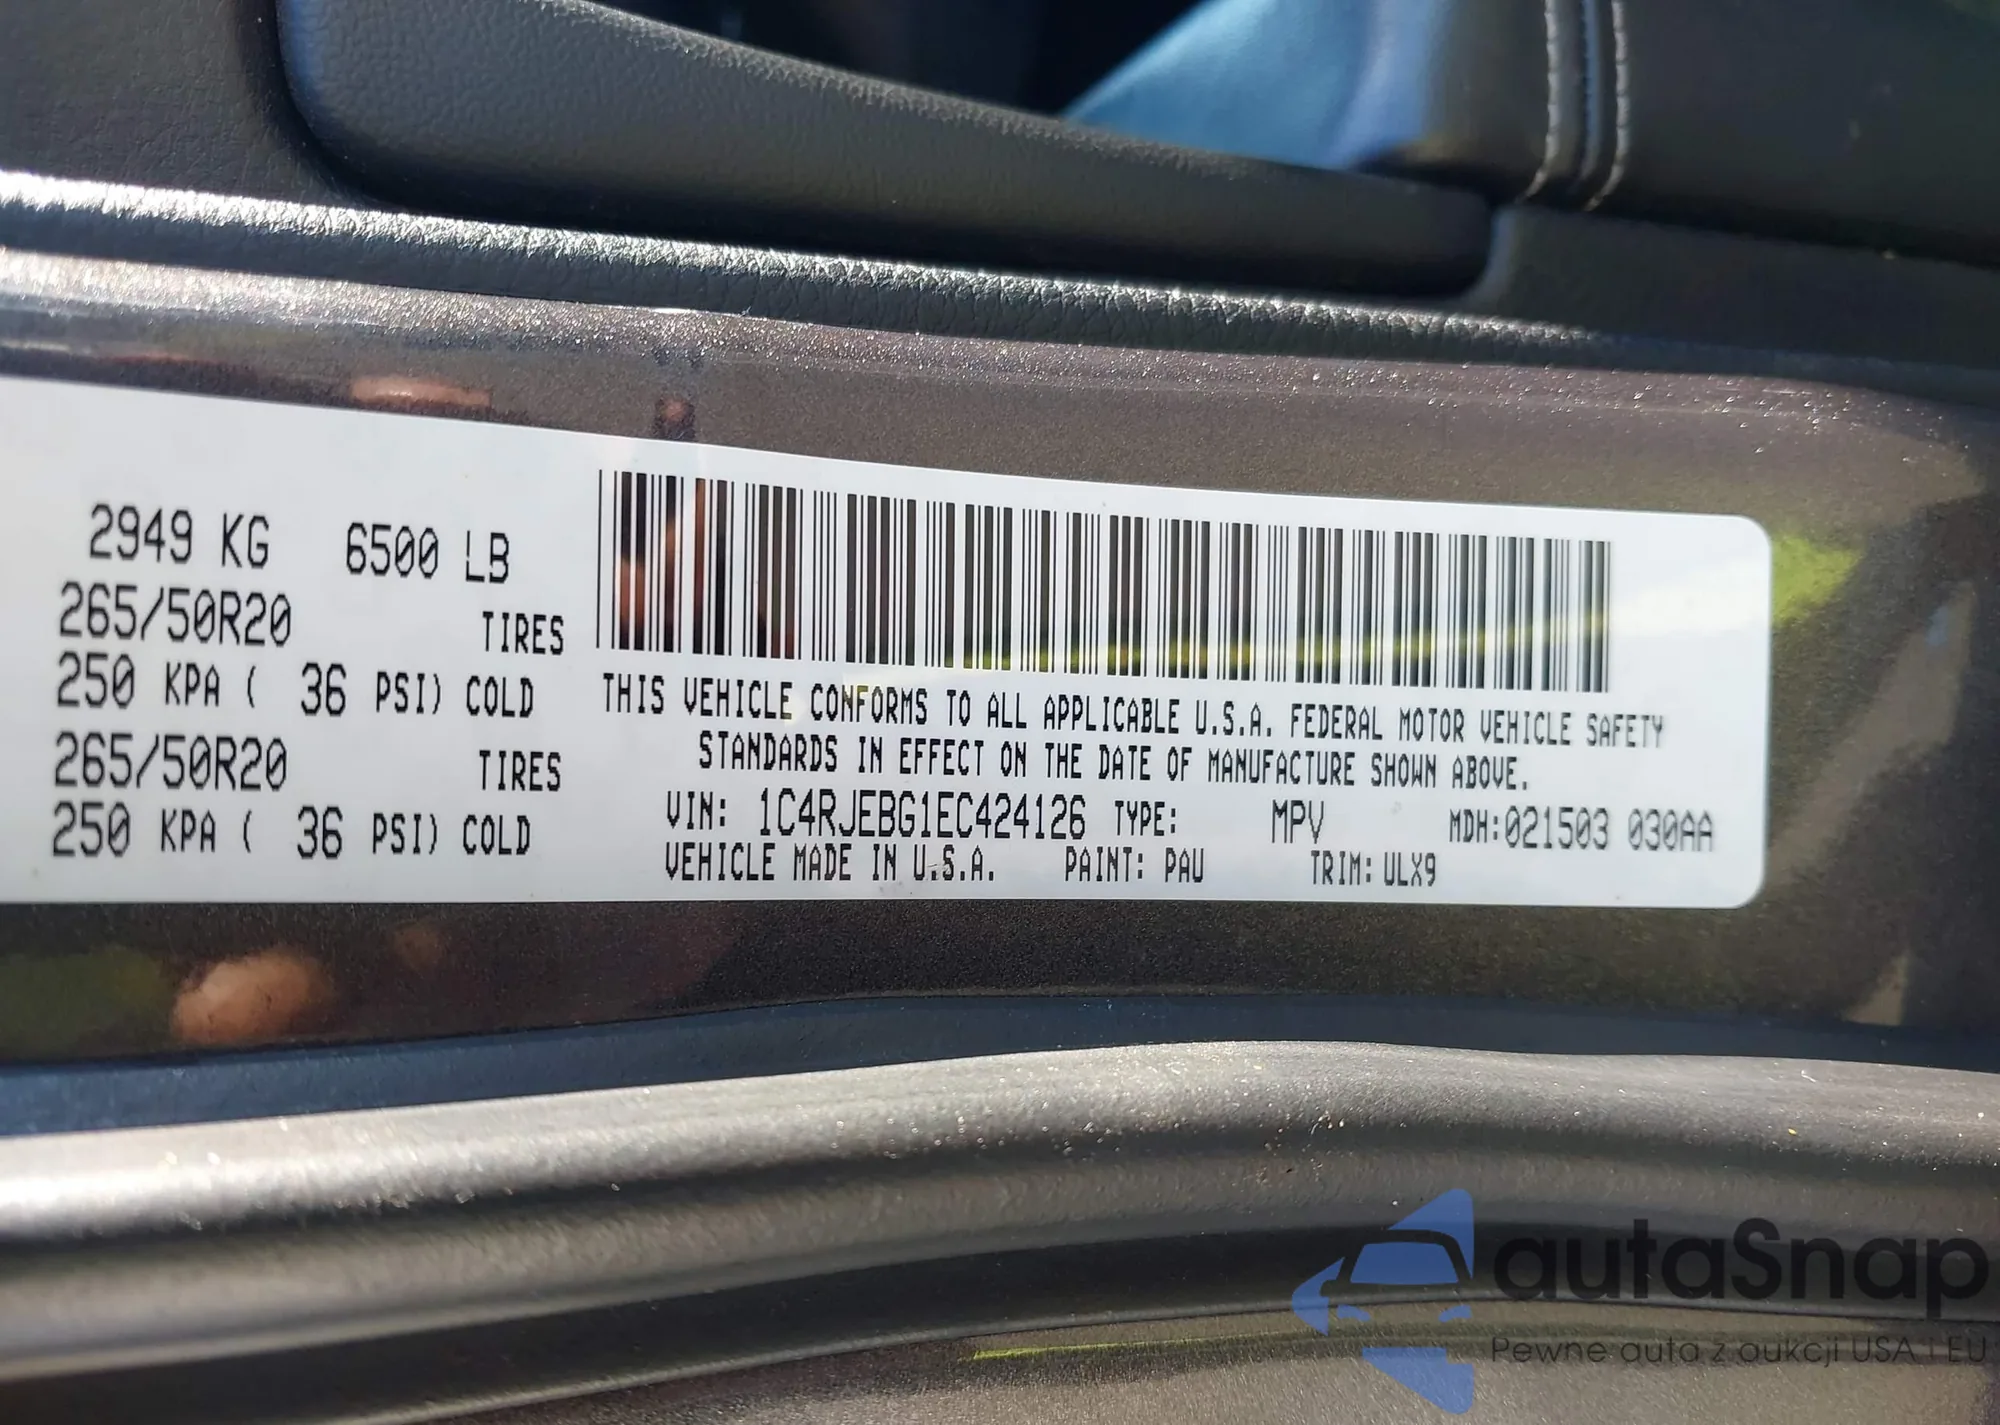 2949 KG 6500 LB
265/50R20 TIRES
250 KPA ( 36 PSI) COLD
265/50R20 TIRES
250 KPA ( 36 PSI) COLD
THIS VEHICLE CONFORMS TO ALL APPLICABLE U.S.A. FEDERAL MOTOR VEHICLE SAFETY
STANDARDS IN EFFECT ON THE DATE OF MANUFACTURE SHOWN ABOVE.
VIN: 1C4RJEBG1EC424126 TYPE: MPV MDH:021503 030AA
VEHICLE MADE IN U.S.A. PAINT: PAU TRIM: ULX9
autaSnap
Pewne auta z aukcji USA i EU